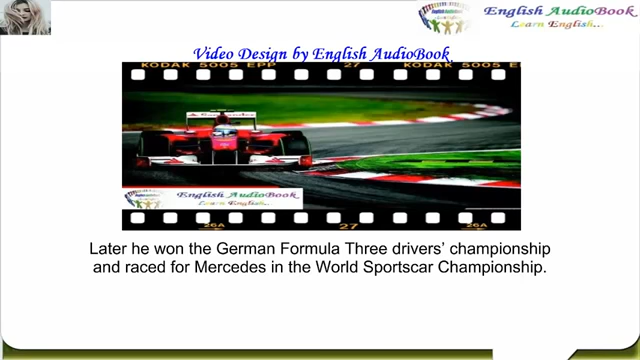 English AudioBook
Learn English...
Video Design by English AudioBook
KODAK 5005 EPP 27 KODAK 5005 E
Santander
English AudioBook
Learn English...
26A 27 26A
Later he won the German Formula Three drivers' championship
and raced for Mercedes in the World Sportscar Championship.